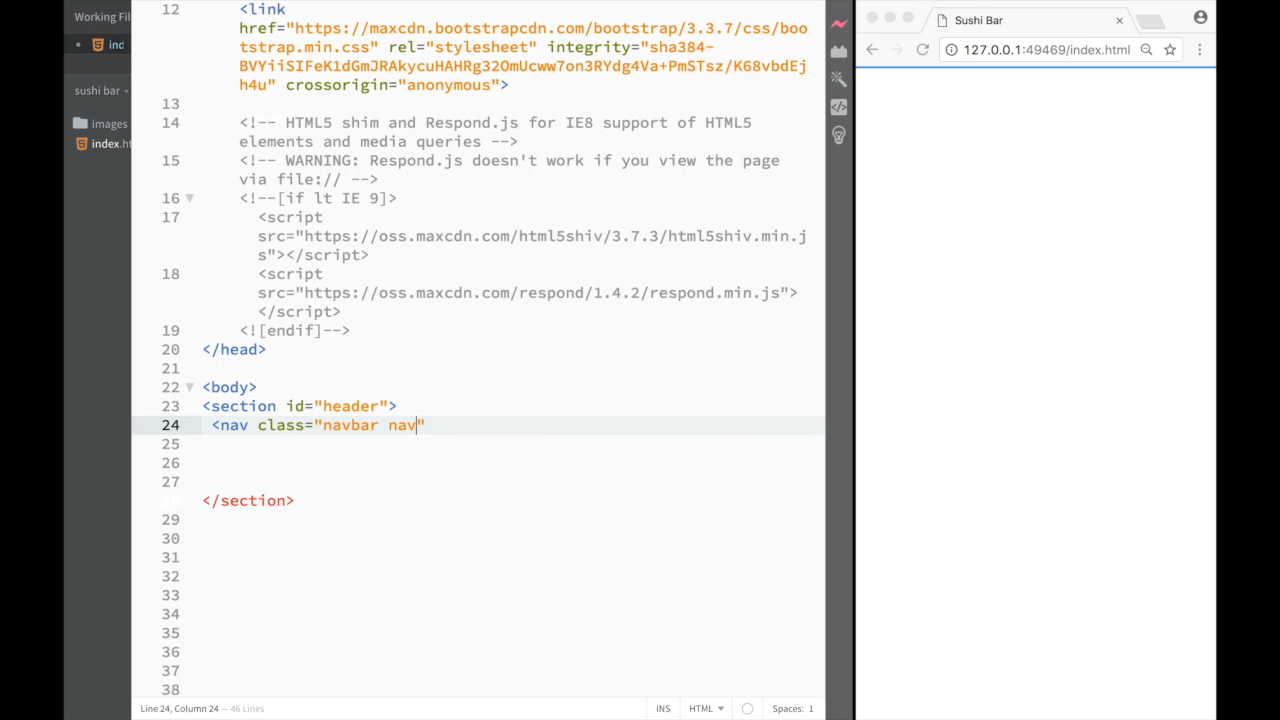 Working Fil
ind
sushi bar
images
index.ht
12 <link
href="https://maxcdn.bootstrapcdn.com/bootstrap/3.3.7/css/boo
tstrap.min.css" rel="stylesheet" integrity="sha384-
BVYiiSIFeK1dGmJRAkycuHAHRg32OmUcww7on3RYdg4Va+PmSTsz/K68vbdEj
h4u" crossorigin="anonymous">
13
14 <!-- HTML5 shim and Respond.js for IE8 support of HTML5
elements and media queries -->
15 <!-- WARNING: Respond.js doesn't work if you view the page
via file:// -->
16 <!--[if lt IE 9]>
17 <script
src="https://oss.maxcdn.com/html5shiv/3.7.3/html5shiv.min.j
s"></script>
18 <script
src="https://oss.maxcdn.com/respond/1.4.2/respond.min.js">
</script>
19 <![endif]-->
20 </head>
21
22 <body>
23 <section id="header">
24 <nav class="navbar nav"
25
26
27
28 </section>
29
30
31
32
33
34
35
36
37
38
Line 24, Column 24 — 46 Lines
INS
HTML
Spaces: 1
Sushi Bar
127.0.0.1:49469/index.html